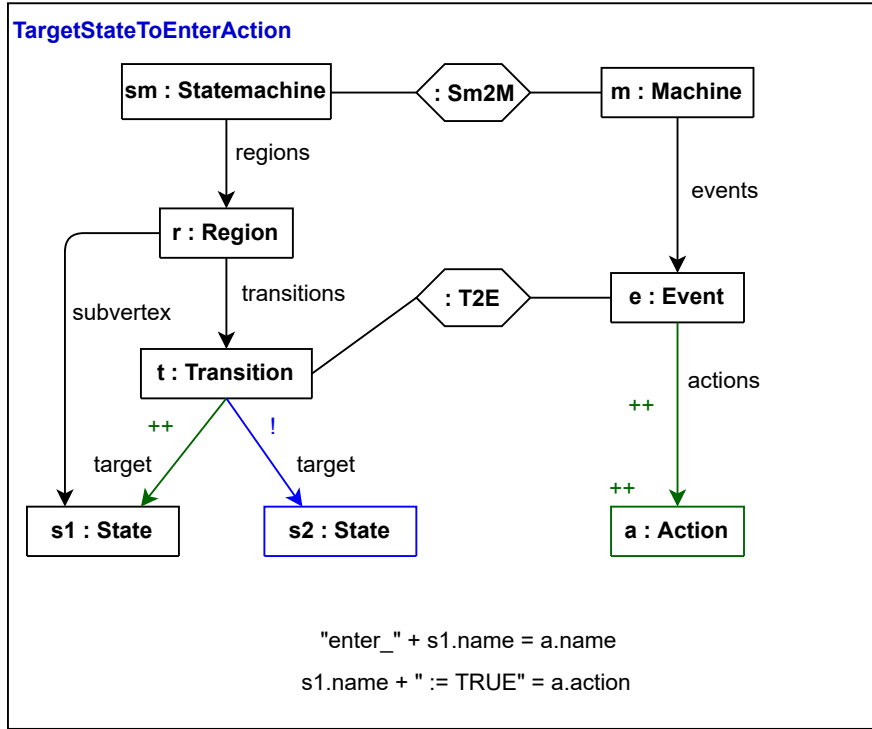 TargetStateToEnterAction
sm : Statemachine
: Sm2M
m : Machine
regions
events
r : Region
subvertex
transitions
: T2E
e : Event
t : Transition
actions
++
!
++
target
target
++
s1 : State
s2 : State
a : Action
"enter_" + s1.name = a.name
s1.name + " := TRUE" = a.action